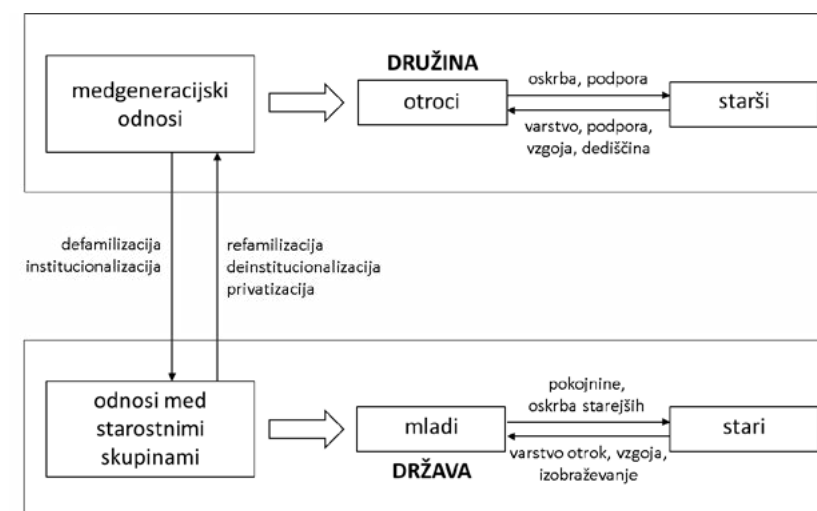 DRUŽINA
medgeneracijski
odnosi
otroci
oskrba, podpora
varstvo, podpora,
vzgoja, dediščina
starši
defamilizacija
institucionalizacija
refamilizacija
deinstitucionalizacija
privatizacija
odnosi med
starostnimi
skupinami
mladi
DRŽAVA
pokojnine,
oskrba starejših
varstvo otrok, vzgoja,
izobraževanje
stari